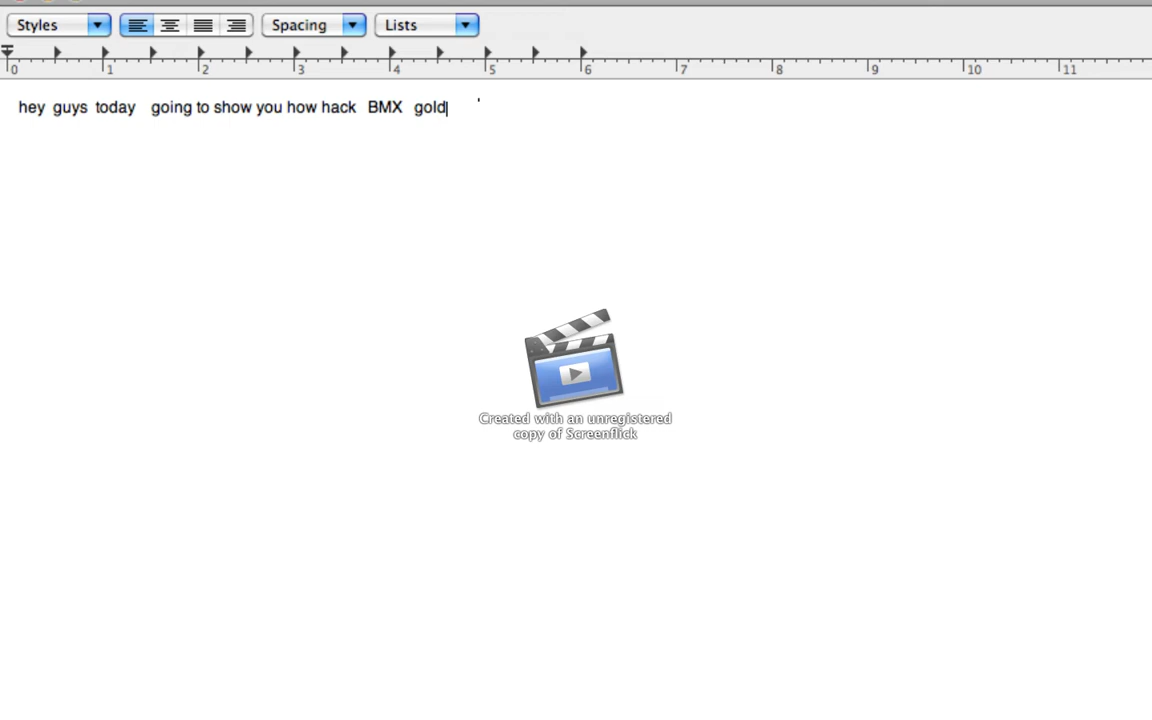 Styles Spacing Lists
0 1 2 3 4 5 6 7 8 9 10 11
hey guys today going to show you how hack BMX gold
Created with an unregistered
copy of Screenflick